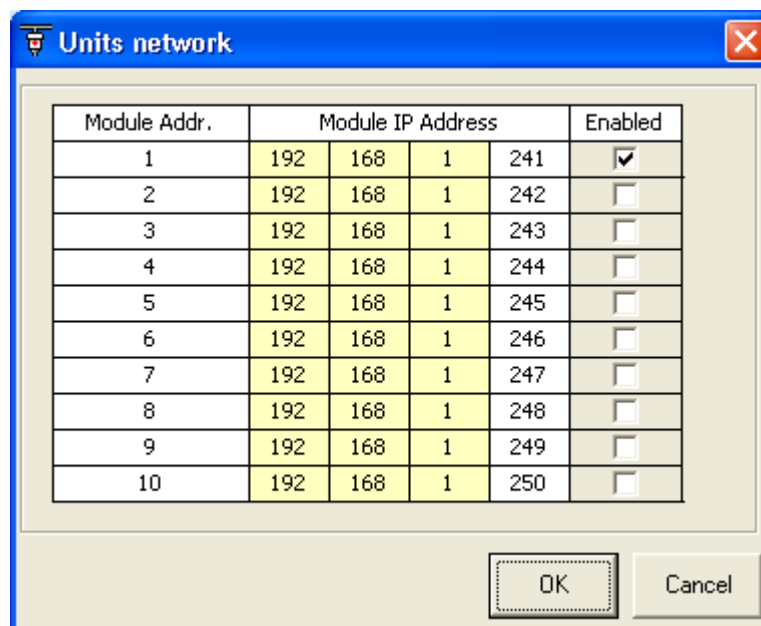 Units network
Module Addr. Module IP Address Enabled
1 192 168 1 241
2 192 168 1 242
3 192 168 1 243
4 192 168 1 244
5 192 168 1 245
6 192 168 1 246
7 192 168 1 247
8 192 168 1 248
9 192 168 1 249
10 192 168 1 250
OK Cancel